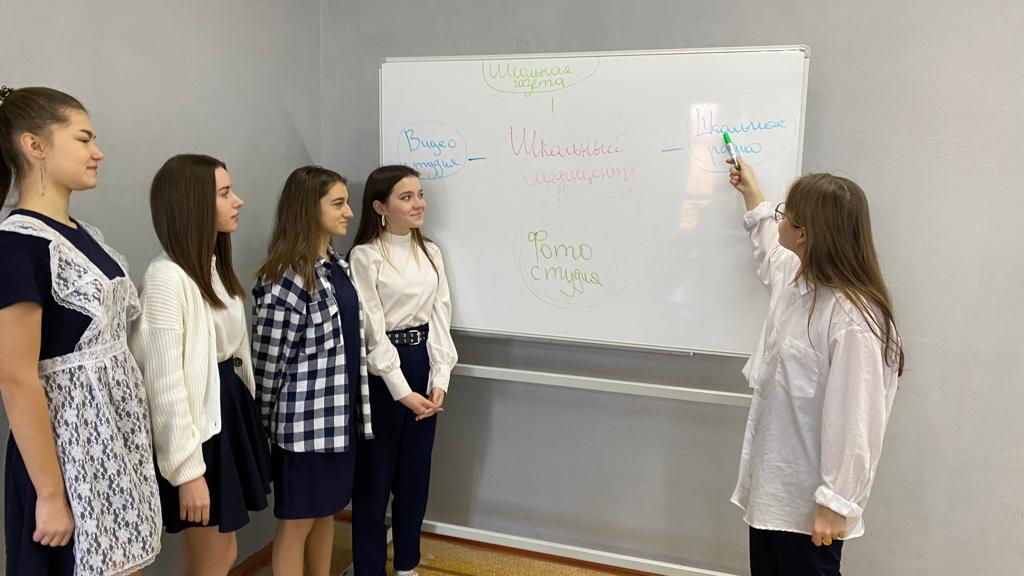 Школьная
газета
Видео
студия
Школьный
медиацентр
Школьное
радио
Фото
студия